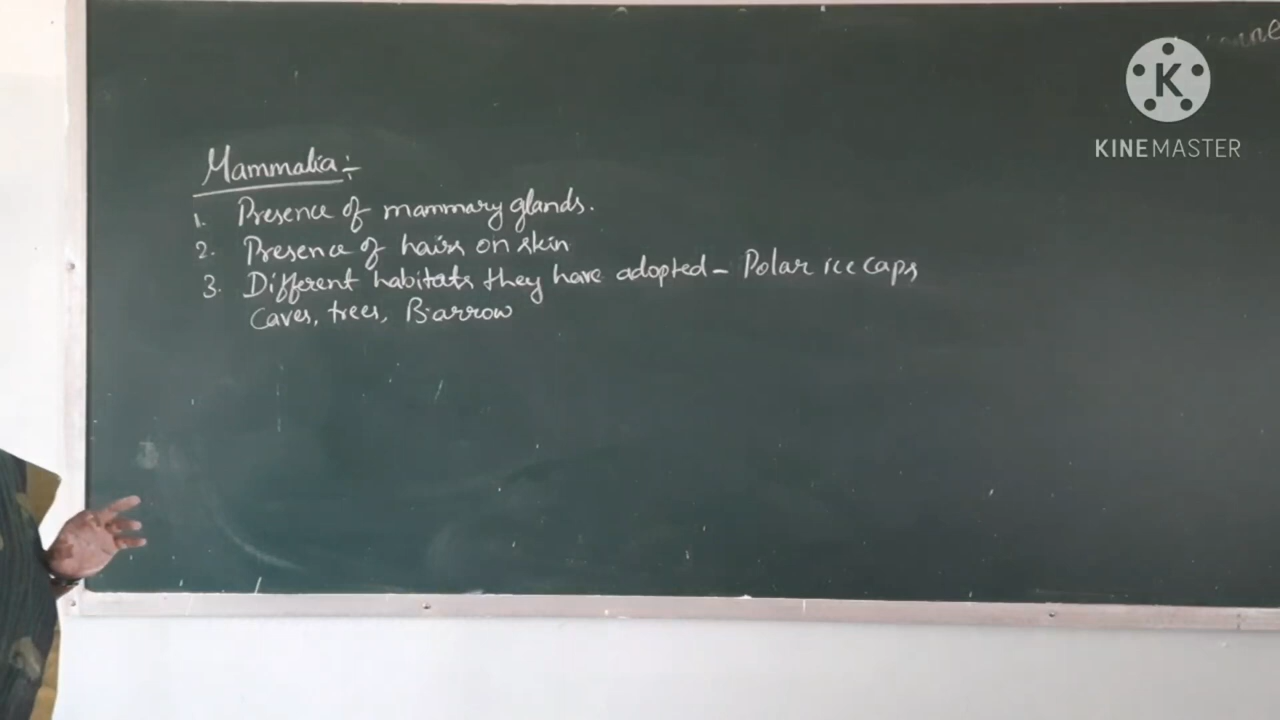 KINEMASTER
Mammalia :-
1. Presence of mammary glands.
2. Presence of hairs on skin
3. Different habitats they have adopted - Polar ice caps,
Caves, trees, Barrow